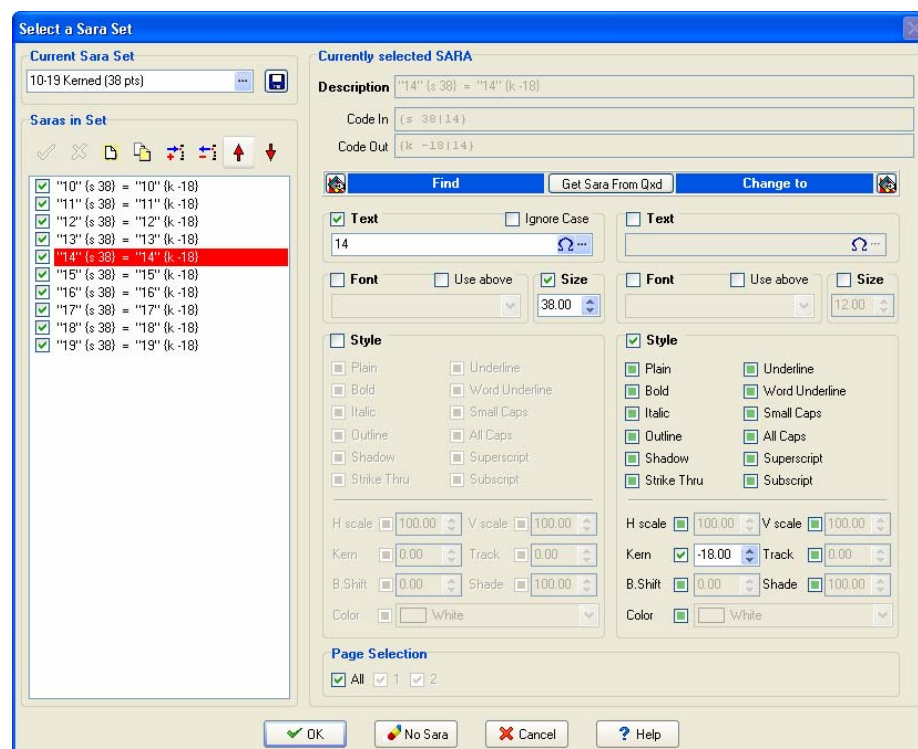 Select a Sara Set
Current Sara Set
10-19 Kerned (38 pts)
Saras in Set
"10" {s 38} = "10" {k -18}
"11" {s 38} = "11" {k -18}
"12" {s 38} = "12" {k -18}
"13" {s 38} = "13" {k -18}
"14" {s 38} = "14" {k -18}
"15" {s 38} = "15" {k -18}
"16" {s 38} = "16" {k -18}
"17" {s 38} = "17" {k -18}
"18" {s 38} = "18" {k -18}
"19" {s 38} = "19" {k -18}
Currently selected SARA
Description "14" {s 38} = "14" {k -18}
Code In {s 38|14}
Code Out {k -18|14}
Find Get Sara From Qxd Change to
Text Ignore Case
14 Ω ...
Font Use above Size
38.00
Style
Plain Underline
Bold Word Underline
Italic Small Caps
Outline All Caps
Shadow Superscript
Strike Thru Subscript
H scale 100.00 V scale 100.00
Kern 0.00 Track 0.00
B.Shift 0.00 Shade 100.00
Color White
Text
Ω ...
Font Use above Size
12.00
Style
Plain Underline
Bold Word Underline
Italic Small Caps
Outline All Caps
Shadow Superscript
Strike Thru Subscript
H scale 100.00 V scale 100.00
Kern -18.00 Track 0.00
B.Shift 0.00 Shade 100.00
Color White
Page Selection
All 1 2
OK No Sara Cancel ? Help